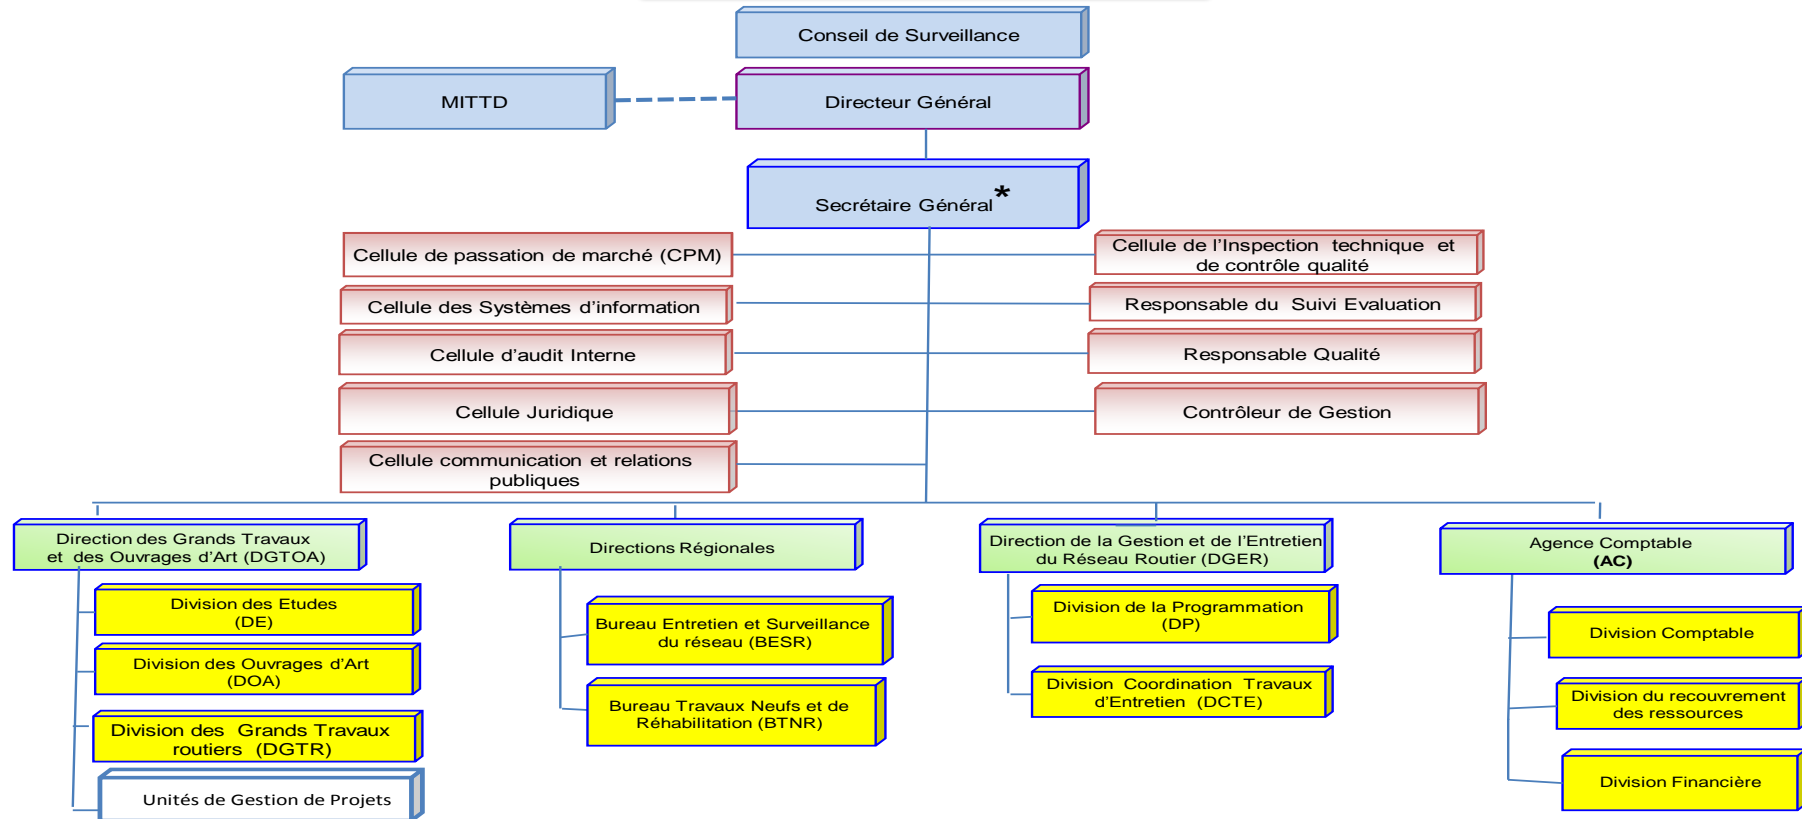 Conseil de Surveillance
MITTD
Directeur Général
Secrétaire Général*
Cellule de passation de marché (CPM)
Cellule de l'Inspection technique et
de contrôle qualité
Cellule des Systèmes d'information
Responsable du Suivi Evaluation
Cellule d'audit Interne
Responsable Qualité
Cellule Juridique
Contrôleur de Gestion
Cellule communication et relations
publiques
Direction des Grands Travaux
et des Ouvrages d'Art (DGTOA)
Division des Etudes
(DE)
Division des Ouvrages d'Art
(DOA)
Division des Grands Travaux
routiers (DGTR)
Unités de Gestion de Projets
Directions Régionales
Bureau Entretien et Surveillance
du réseau (BESR)
Bureau Travaux Neufs et de
Réhabilitation (BTNR)
Direction de la Gestion et de l'Entretien
du Réseau Routier (DGER)
Division de la Programmation
(DP)
Division Coordination Travaux
d'Entretien (DCTE)
Agence Comptable
(AC)
Division Comptable
Division du recouvrement
des ressources
Division Financière